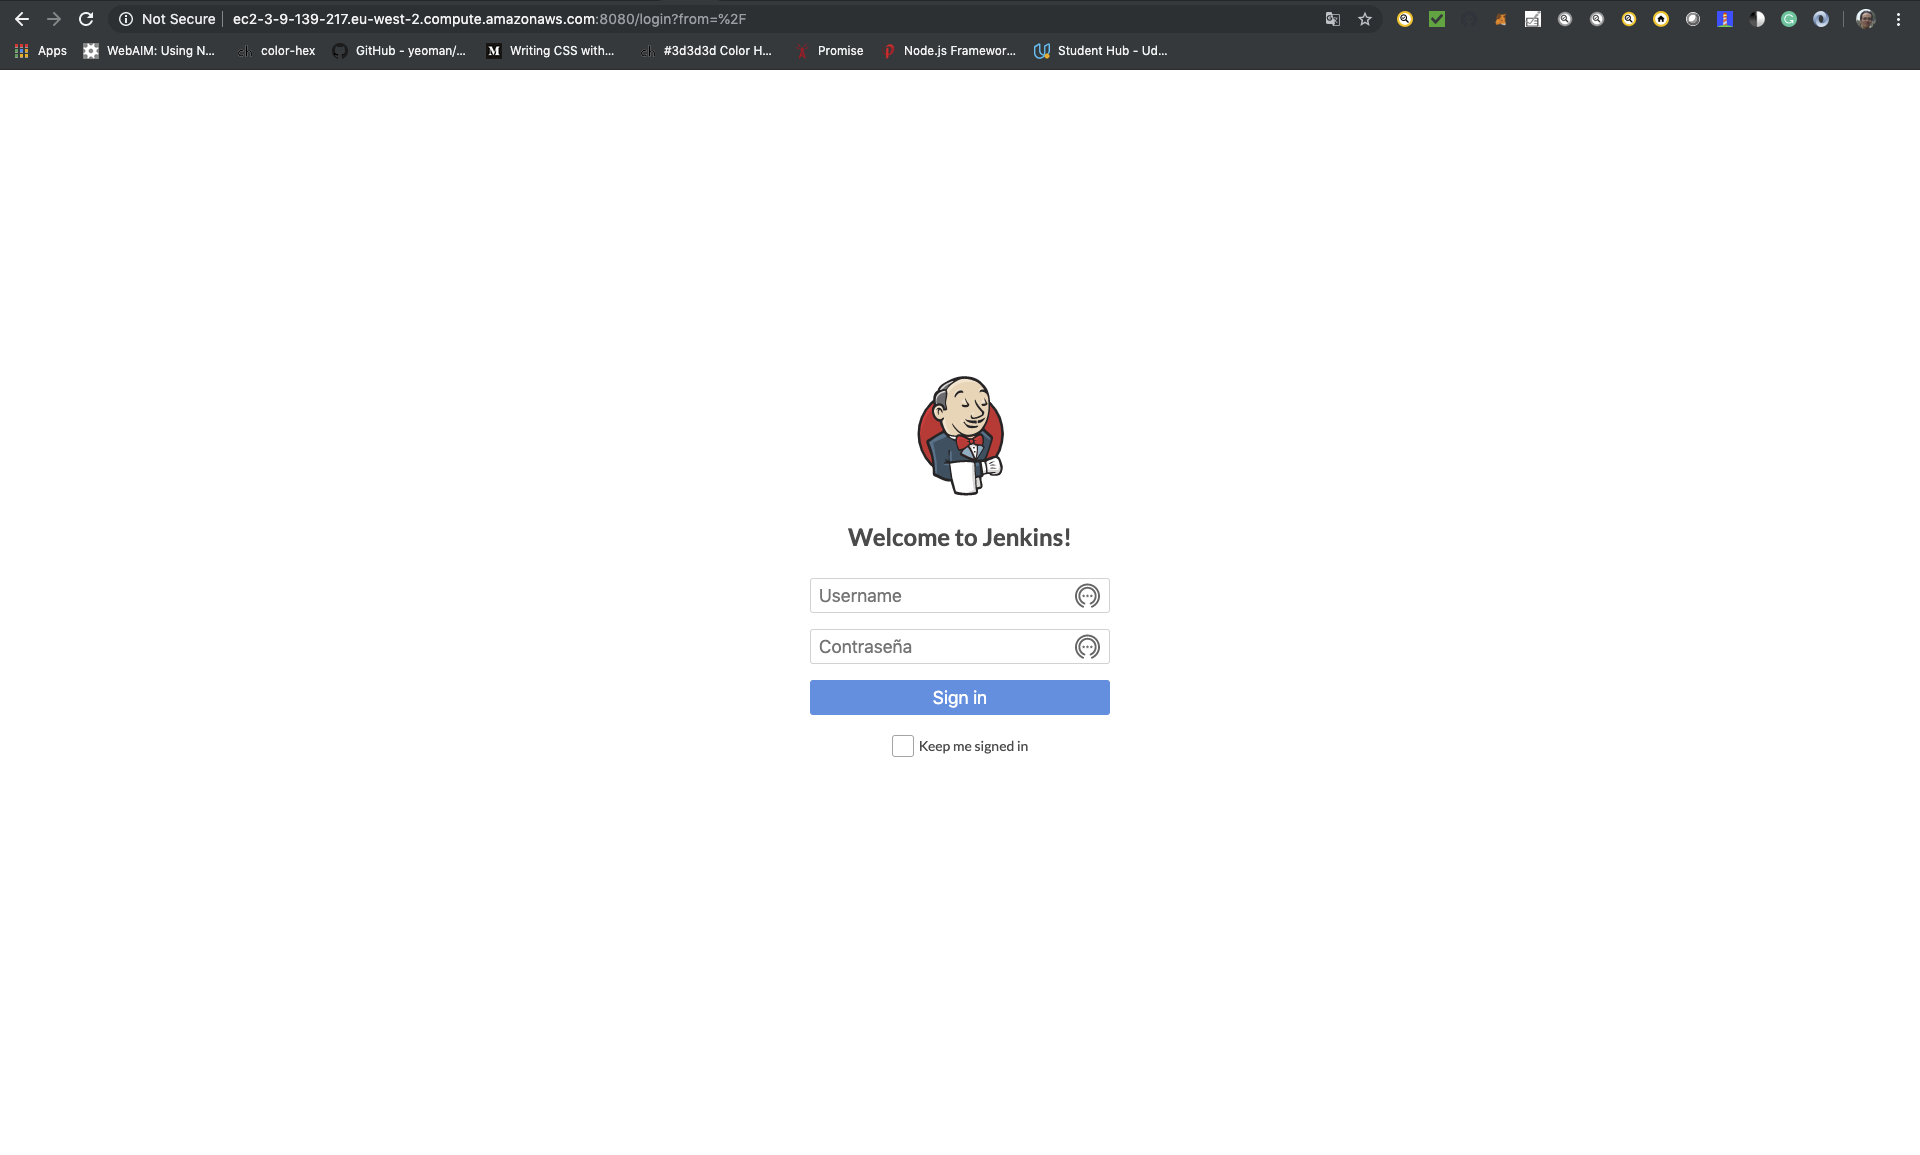 Not Secure ec2-3-9-139-217.eu-west-2.compute.amazonaws.com:8080/login?from=%2F
Apps WebAIM: Using N... color-hex GitHub - yeoman/... Writing CSS with... #3d3d3d Color H... Promise Node.js Framewor... Student Hub - Ud...
Welcome to Jenkins!
Username
Contraseña
Sign in
Keep me signed in